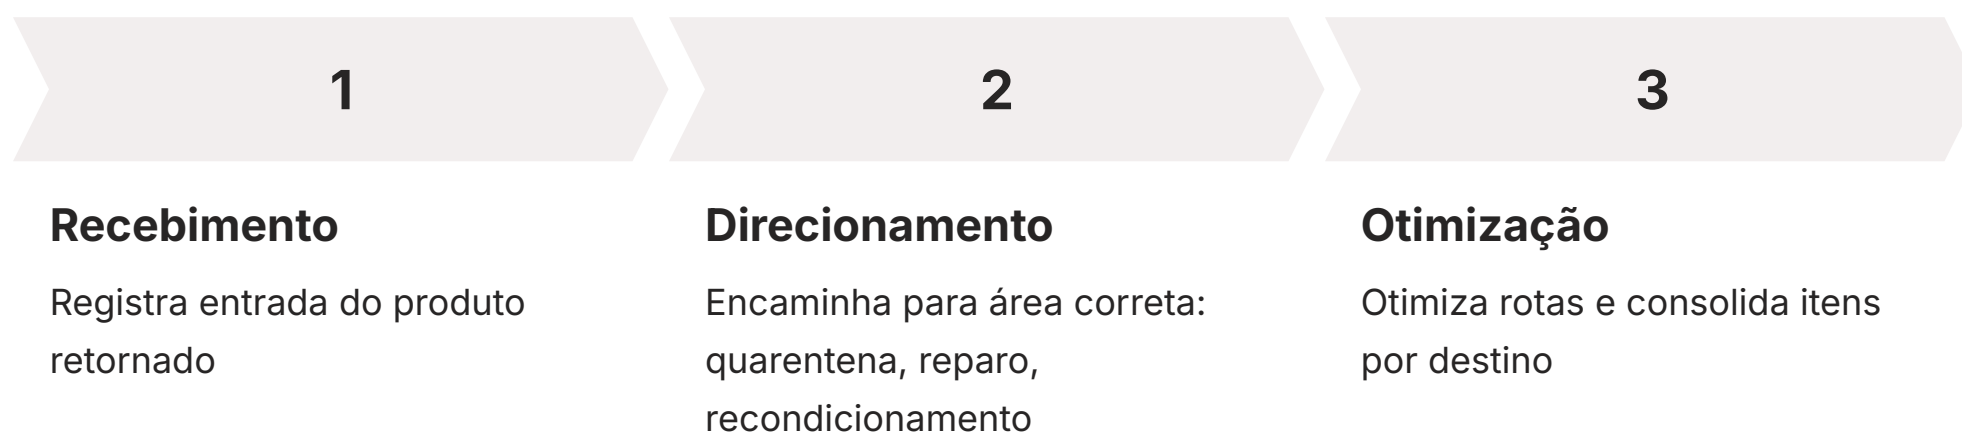 1
Recebimento
Registra entrada do produto
retornado
2
Direcionamento
Encaminha para área correta:
quarentena, reparo,
recondicionamento
3
Otimização
Otimiza rotas e consolida itens
por destino